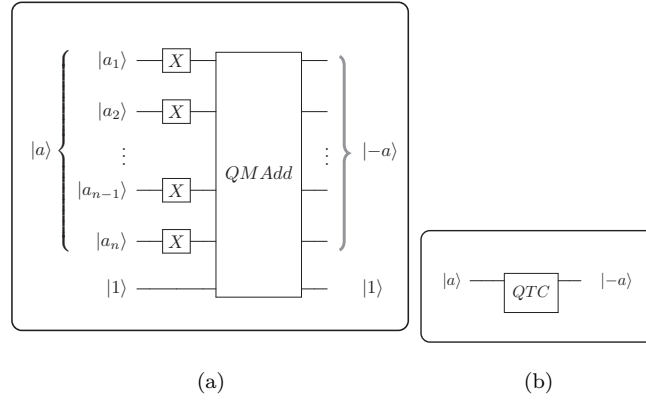 |a₁⟩ X
|a₂⟩ X
|a⟩ ⋮ QMAdd ⋮ |−a⟩
|aₙ₋₁⟩ X
|aₙ⟩ X
|1⟩ |1⟩
|a⟩ QTC |−a⟩
(a) (b)